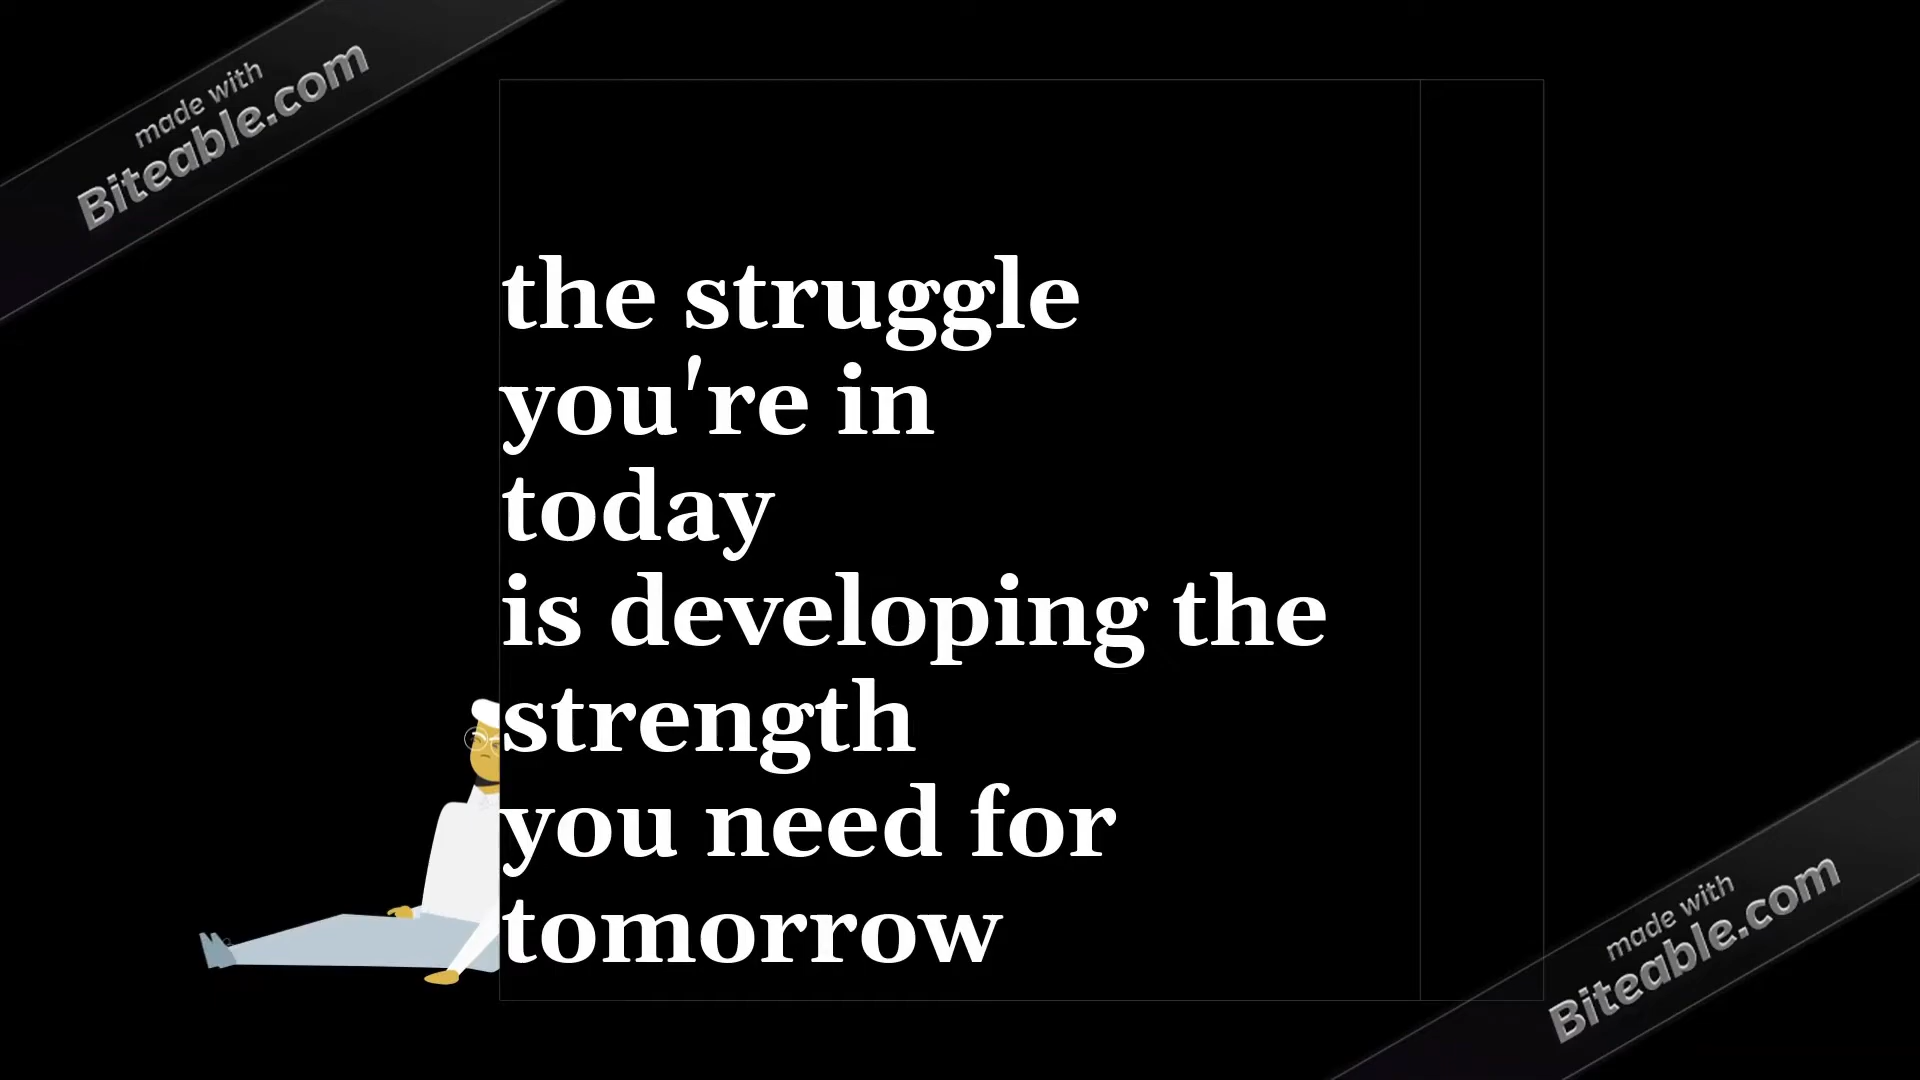 made with
Biteable.com
the struggle
you're in
today
is developing the
strength
you need for
tomorrow
made with
Biteable.com